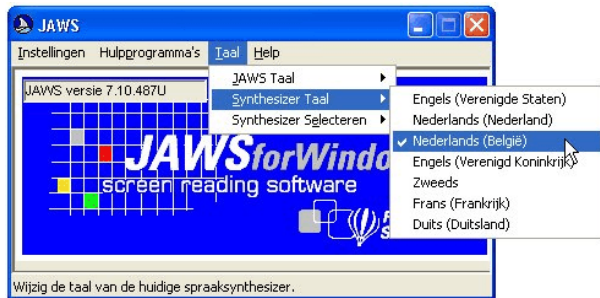 JAWS
Instellingen Hulpprogramma's Taal Help
JAWS Taal
Synthesizer Taal
Synthesizer Selecteren
JAWS versie 7.10.487U
Engels (Verenigde Staten)
Nederlands (Nederland)
Nederlands (België)
Engels (Verenigd Koninkrijk)
Zweeds
Frans (Frankrijk)
Duits (Duitsland)
JAWSforWindo
screen reading software
F
S
Wijzig de taal van de huidige spraaksynthesizer.